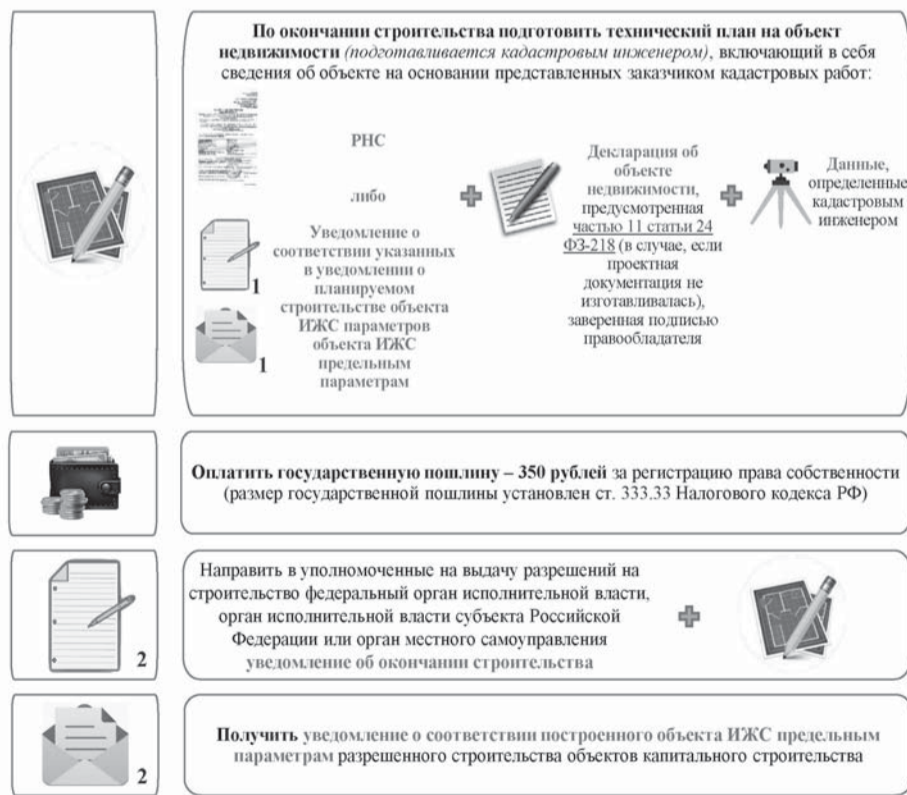 По окончании строительства подготовить технический план на объект
недвижимости (подготавливается кадастровым инженером), включающий в себя
сведения об объекте на основании представленных заказчиком кадастровых работ:
РНС
либо
Уведомление о
соответствии указанных
в уведомлении о
планируемом
строительстве объекта
ИЖС параметров
объекта ИЖС
предельным
параметрам
1
1
Декларация об
объекте
недвижимости,
предусмотренная
частью 11 статьи 24
ФЗ-218 (в случае, если
проектная
документация не
изготавливалась),
заверенная подписью
правообладателя
Данные,
определенные
кадастровым
инженером
Оплатить государственную пошлину – 350 рублей за регистрацию права собственности
(размер государственной пошлины установлен ст. 333.33 Налогового кодекса РФ)
2
Направить в уполномоченные на выдачу разрешений на
строительство федеральный орган исполнительной власти,
орган исполнительной власти субъекта Российской
Федерации или орган местного самоуправления
уведомление об окончании строительства
2
Получить уведомление о соответствии построенного объекта ИЖС предельным
параметрам разрешенного строительства объектов капитального строительства